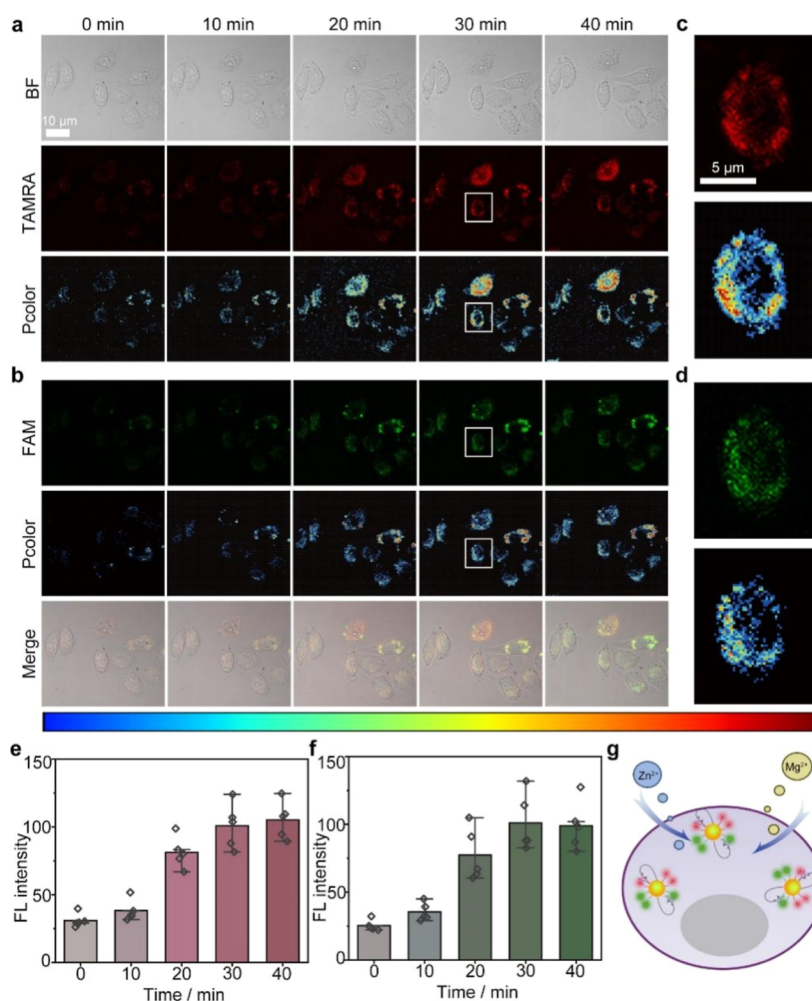 a 0 min 10 min 20 min 30 min 40 min c
BF
10 μm
TAMRA
5 μm
Pcolor
b
d
FAM
Pcolor
Merge
e
150
100
50
0
FL intensity
0 10 20 30 40
Time / min
f
150
100
50
0
FL intensity
0 10 20 30 40
Time / min
g
Zn²⁺
Mg²⁺